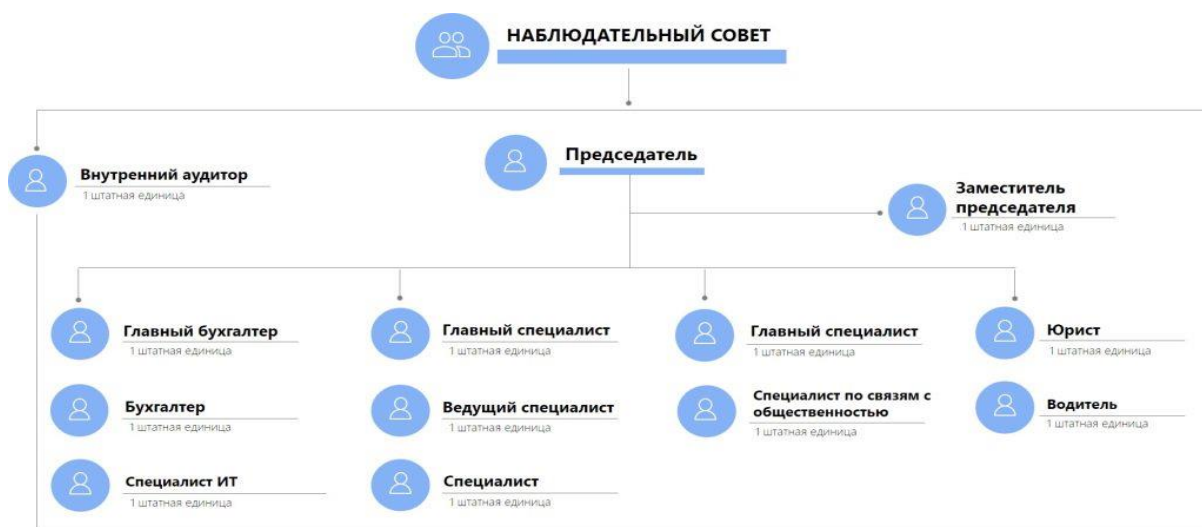 НАБЛЮДАТЕЛЬНЫЙ СОВЕТ
Председатель
Внутренний аудитор
1 штатная единица
Заместитель
председателя
1 штатная единица
Главный бухгалтер
1 штатная единица
Главный специалист
1 штатная единица
Главный специалист
1 штатная единица
Юрист
1 штатная единица
Бухгалтер
1 штатная единица
Ведущий специалист
1 штатная единица
Специалист по связям с
общественностью
1 штатная единица
Водитель
1 штатная единица
Специалист ИТ
1 штатная единица
Специалист
1 штатная единица